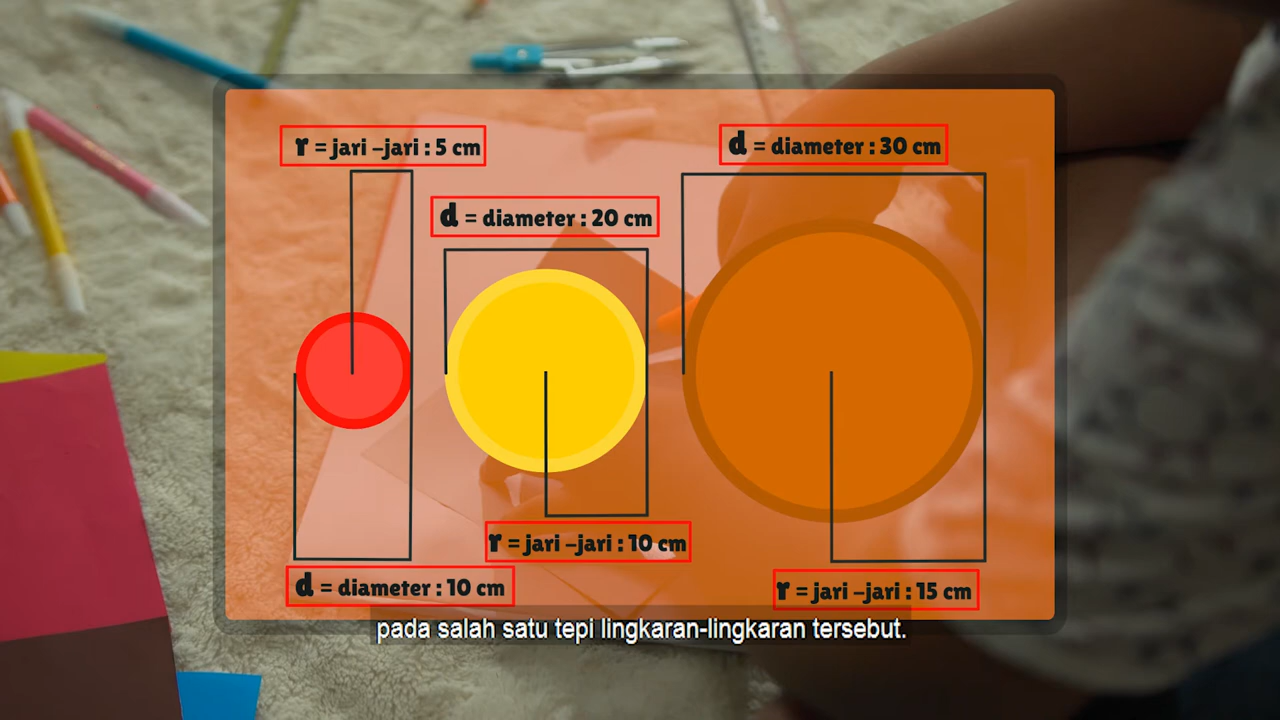 r = jari –jari : 5 cm
d = diameter : 30 cm
d = diameter : 20 cm
r = jari –jari : 10 cm
d = diameter : 10 cm
r = jari –jari : 15 cm
pada salah satu tepi lingkaran-lingkaran tersebut.